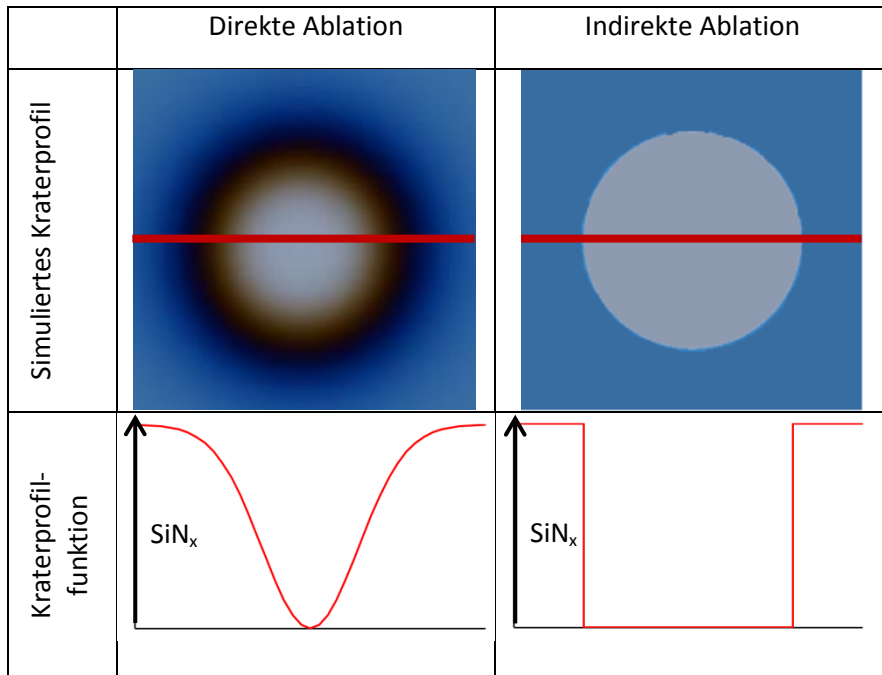 Direkte Ablation
Indirekte Ablation
Simuliertes Kraterprofil
Kraterprofil-
funktion
SiNx
SiNx